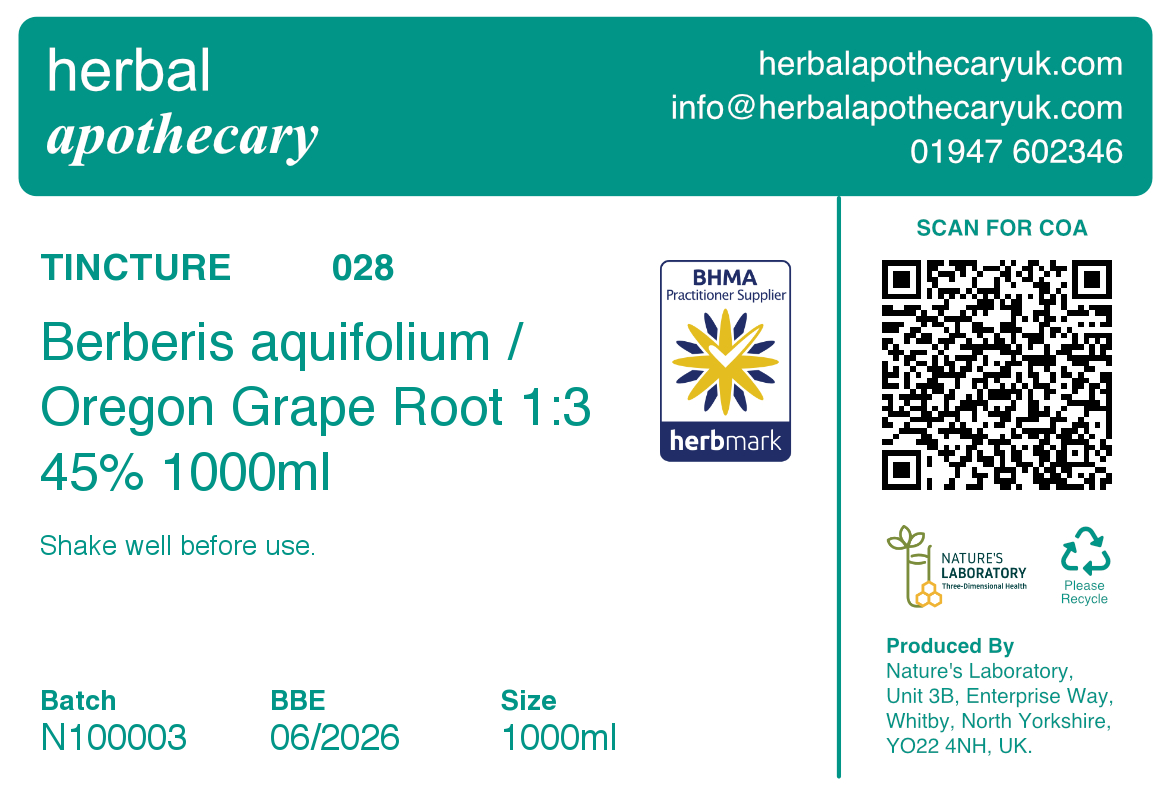 herbal
apothecary
herbalapothecaryuk.com
info@herbalapothecaryuk.com
01947 602346
TINCTURE 028
Berberis aquifolium /
Oregon Grape Root 1:3
45% 1000ml
Shake well before use.
BHMA
Practitioner Supplier
herbmark
Batch BBE Size
N100003 06/2026 1000ml
SCAN FOR COA
NATURE'S
LABORATORY
Three-Dimensional Health
Please
Recycle
Produced By
Nature's Laboratory,
Unit 3B, Enterprise Way,
Whitby, North Yorkshire,
YO22 4NH, UK.